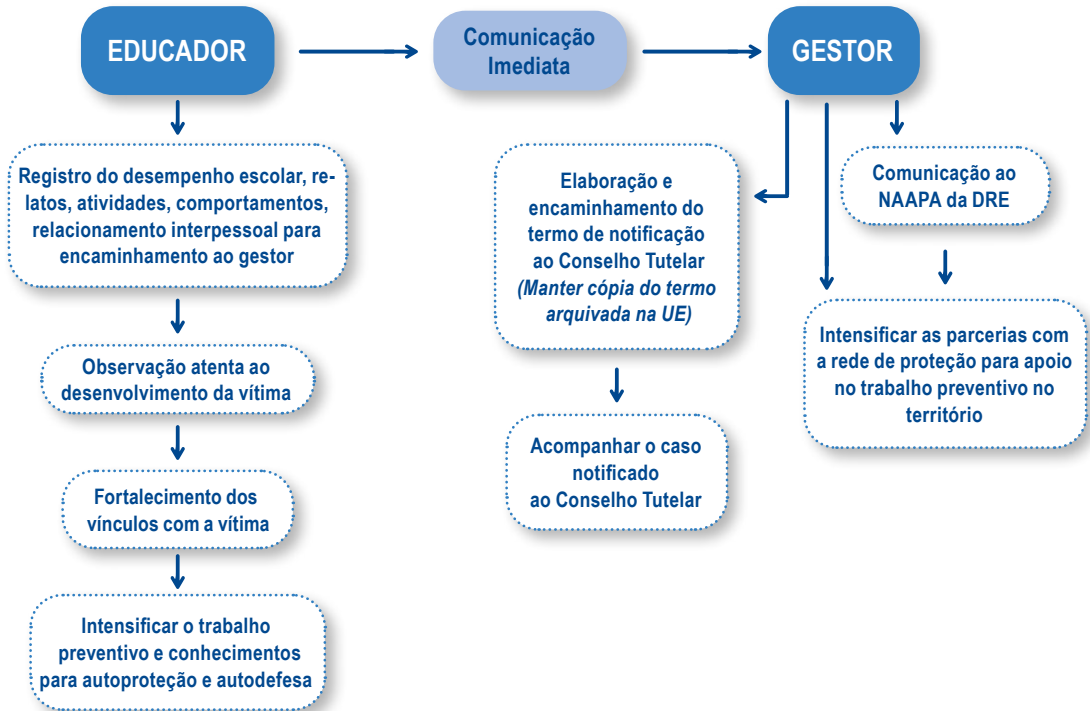 EDUCADOR
Comunicação
Imediata
GESTOR
Registro do desempenho escolar, re-
latos, atividades, comportamentos,
relacionamento interpessoal para
encaminhamento ao gestor
Observação atenta ao
desenvolvimento da vítima
Fortalecimento dos
vínculos com a vítima
Intensificar o trabalho
preventivo e conhecimentos
para autoproteção e autodefesa
Elaboração e
encaminhamento do
termo de notificação
ao Conselho Tutelar
(Manter cópia do termo
arquivada na UE)
Acompanhar o caso
notificado
ao Conselho Tutelar
Comunicação ao
NAAPA da DRE
Intensificar as parcerias com
a rede de proteção para apoio
no trabalho preventivo no
território